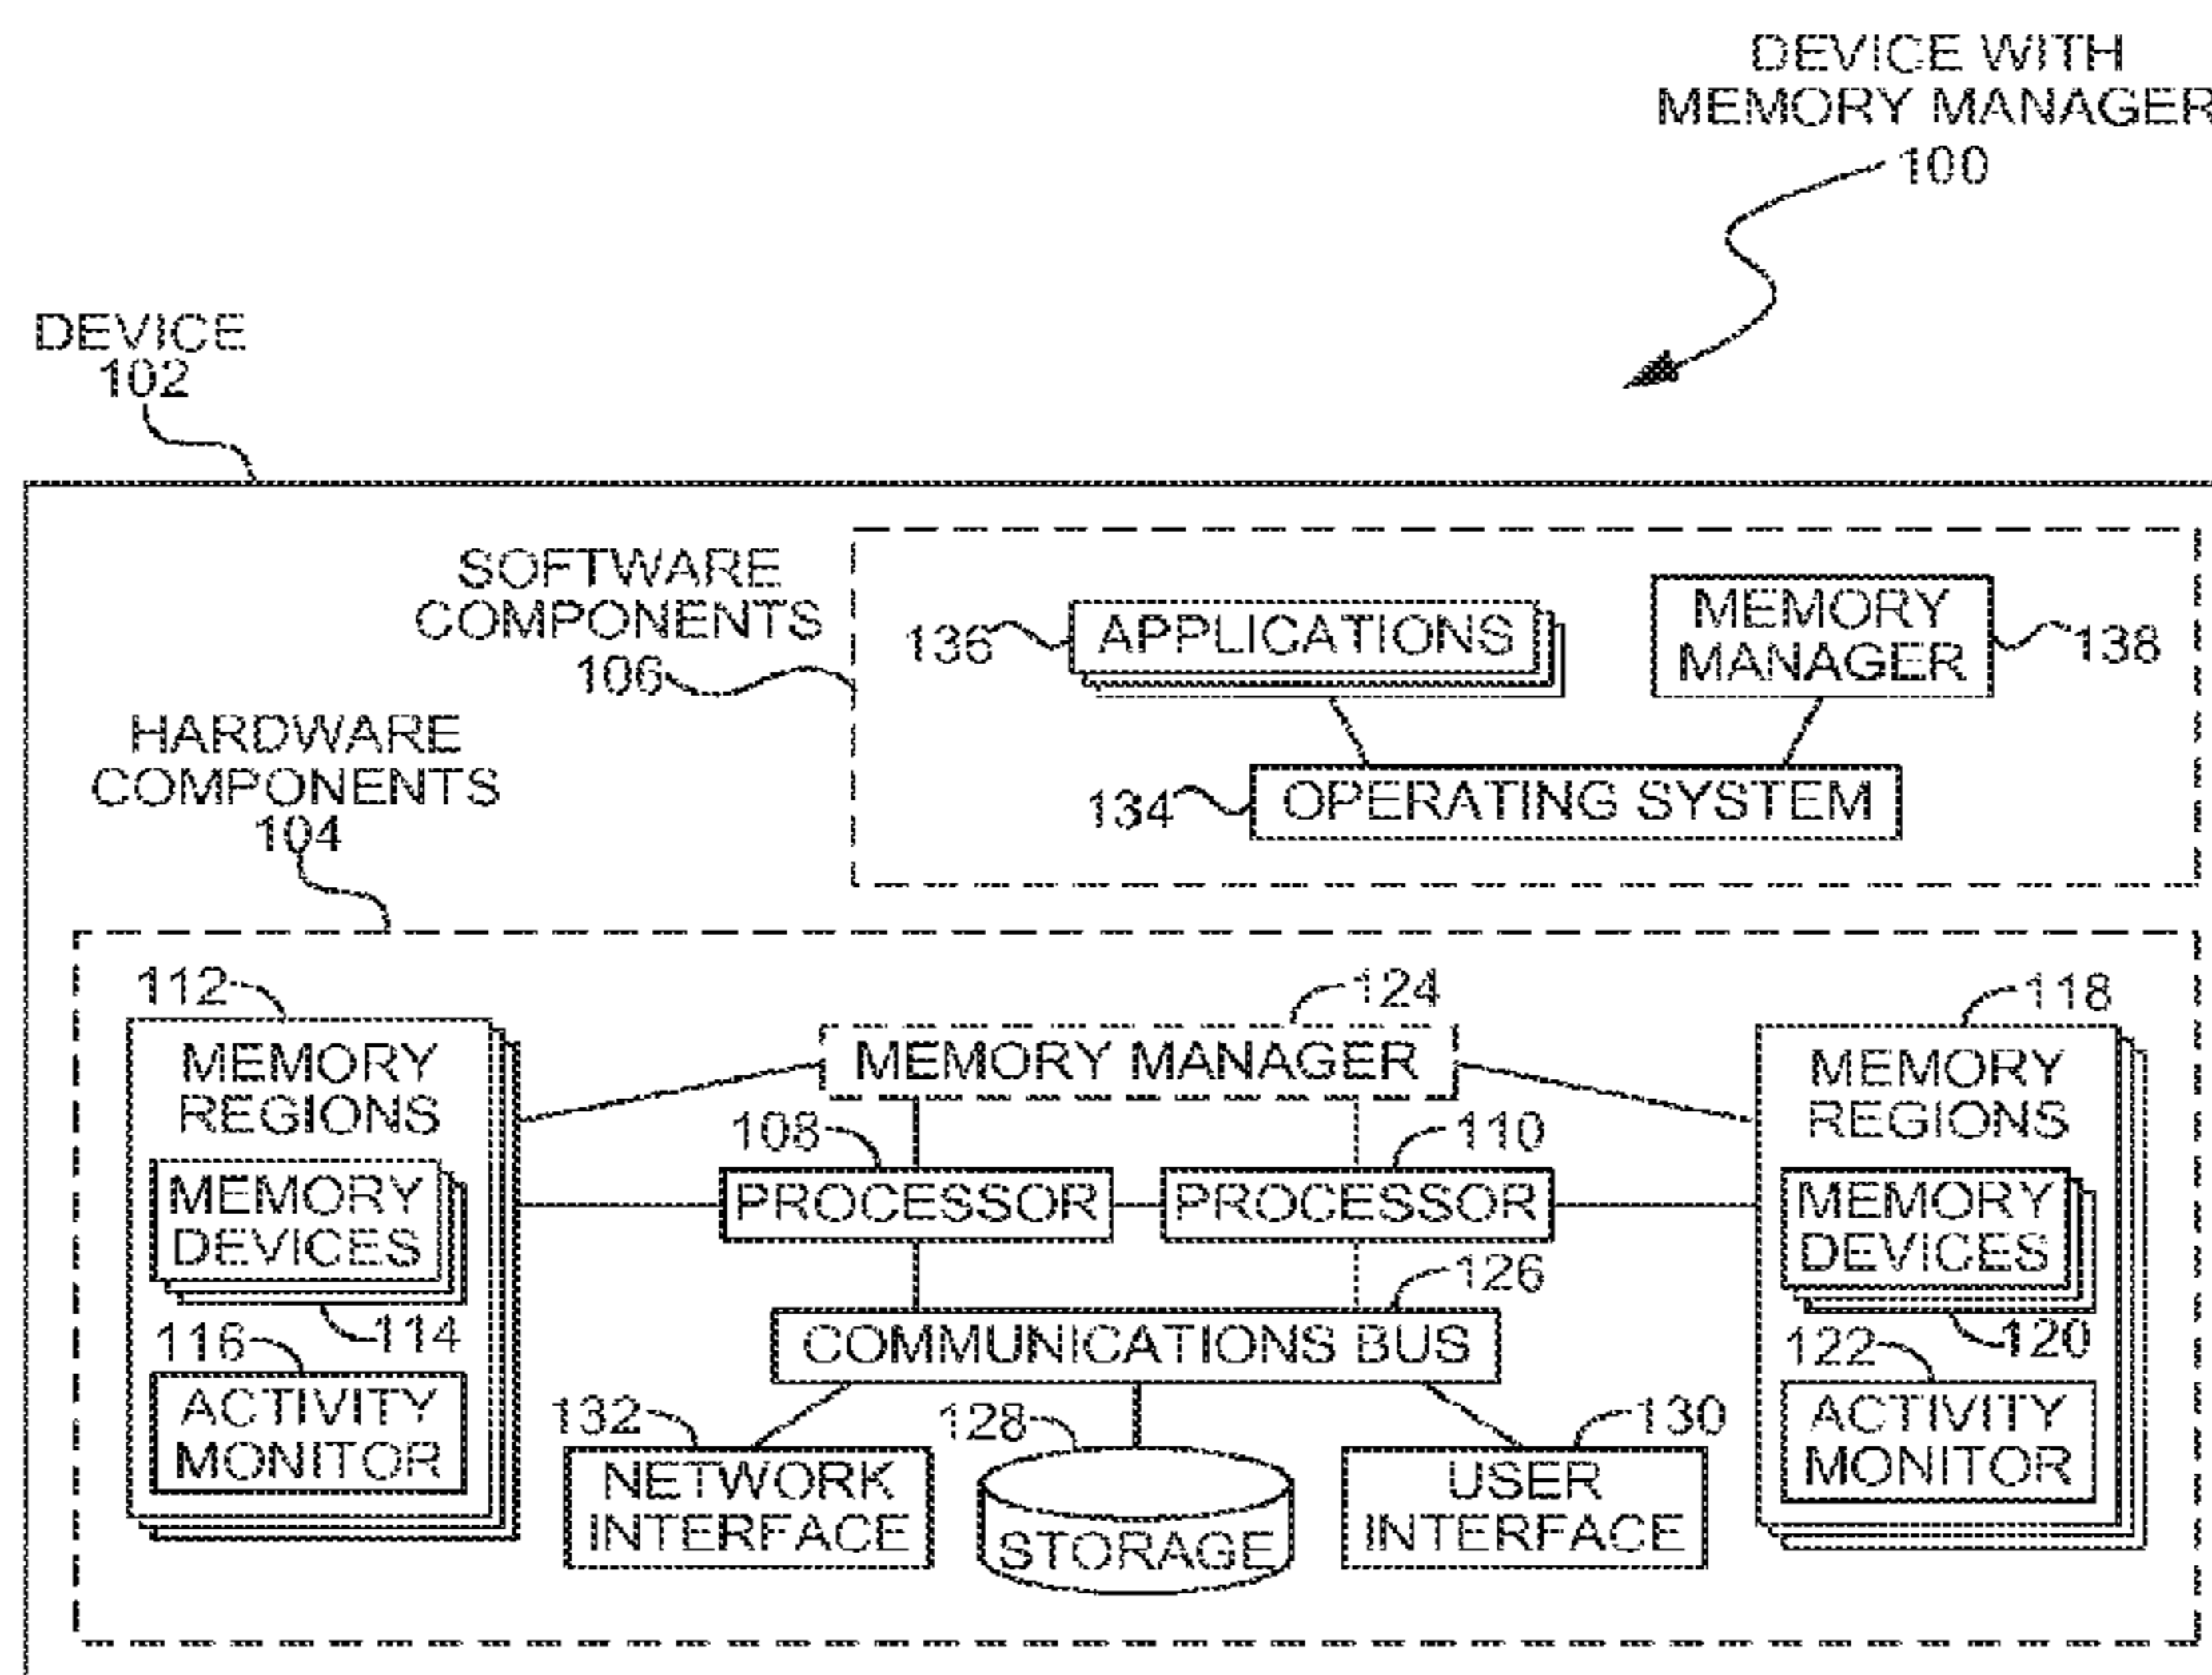 DEVICE WITH
MEMORY MANAGER
100
DEVICE
102
SOFTWARE
COMPONENTS
106
136
APPLICATIONS
MEMORY
MANAGER
138
134
OPERATING SYSTEM
HARDWARE
COMPONENTS
104
112
MEMORY
REGIONS
MEMORY
DEVICES
114
116
ACTIVITY
MONITOR
124
MEMORY MANAGER
108
PROCESSOR
110
PROCESSOR
126
COMMUNICATIONS BUS
132
NETWORK
INTERFACE
128
STORAGE
130
USER
INTERFACE
118
MEMORY
REGIONS
MEMORY
DEVICES
120
122
ACTIVITY
MONITOR